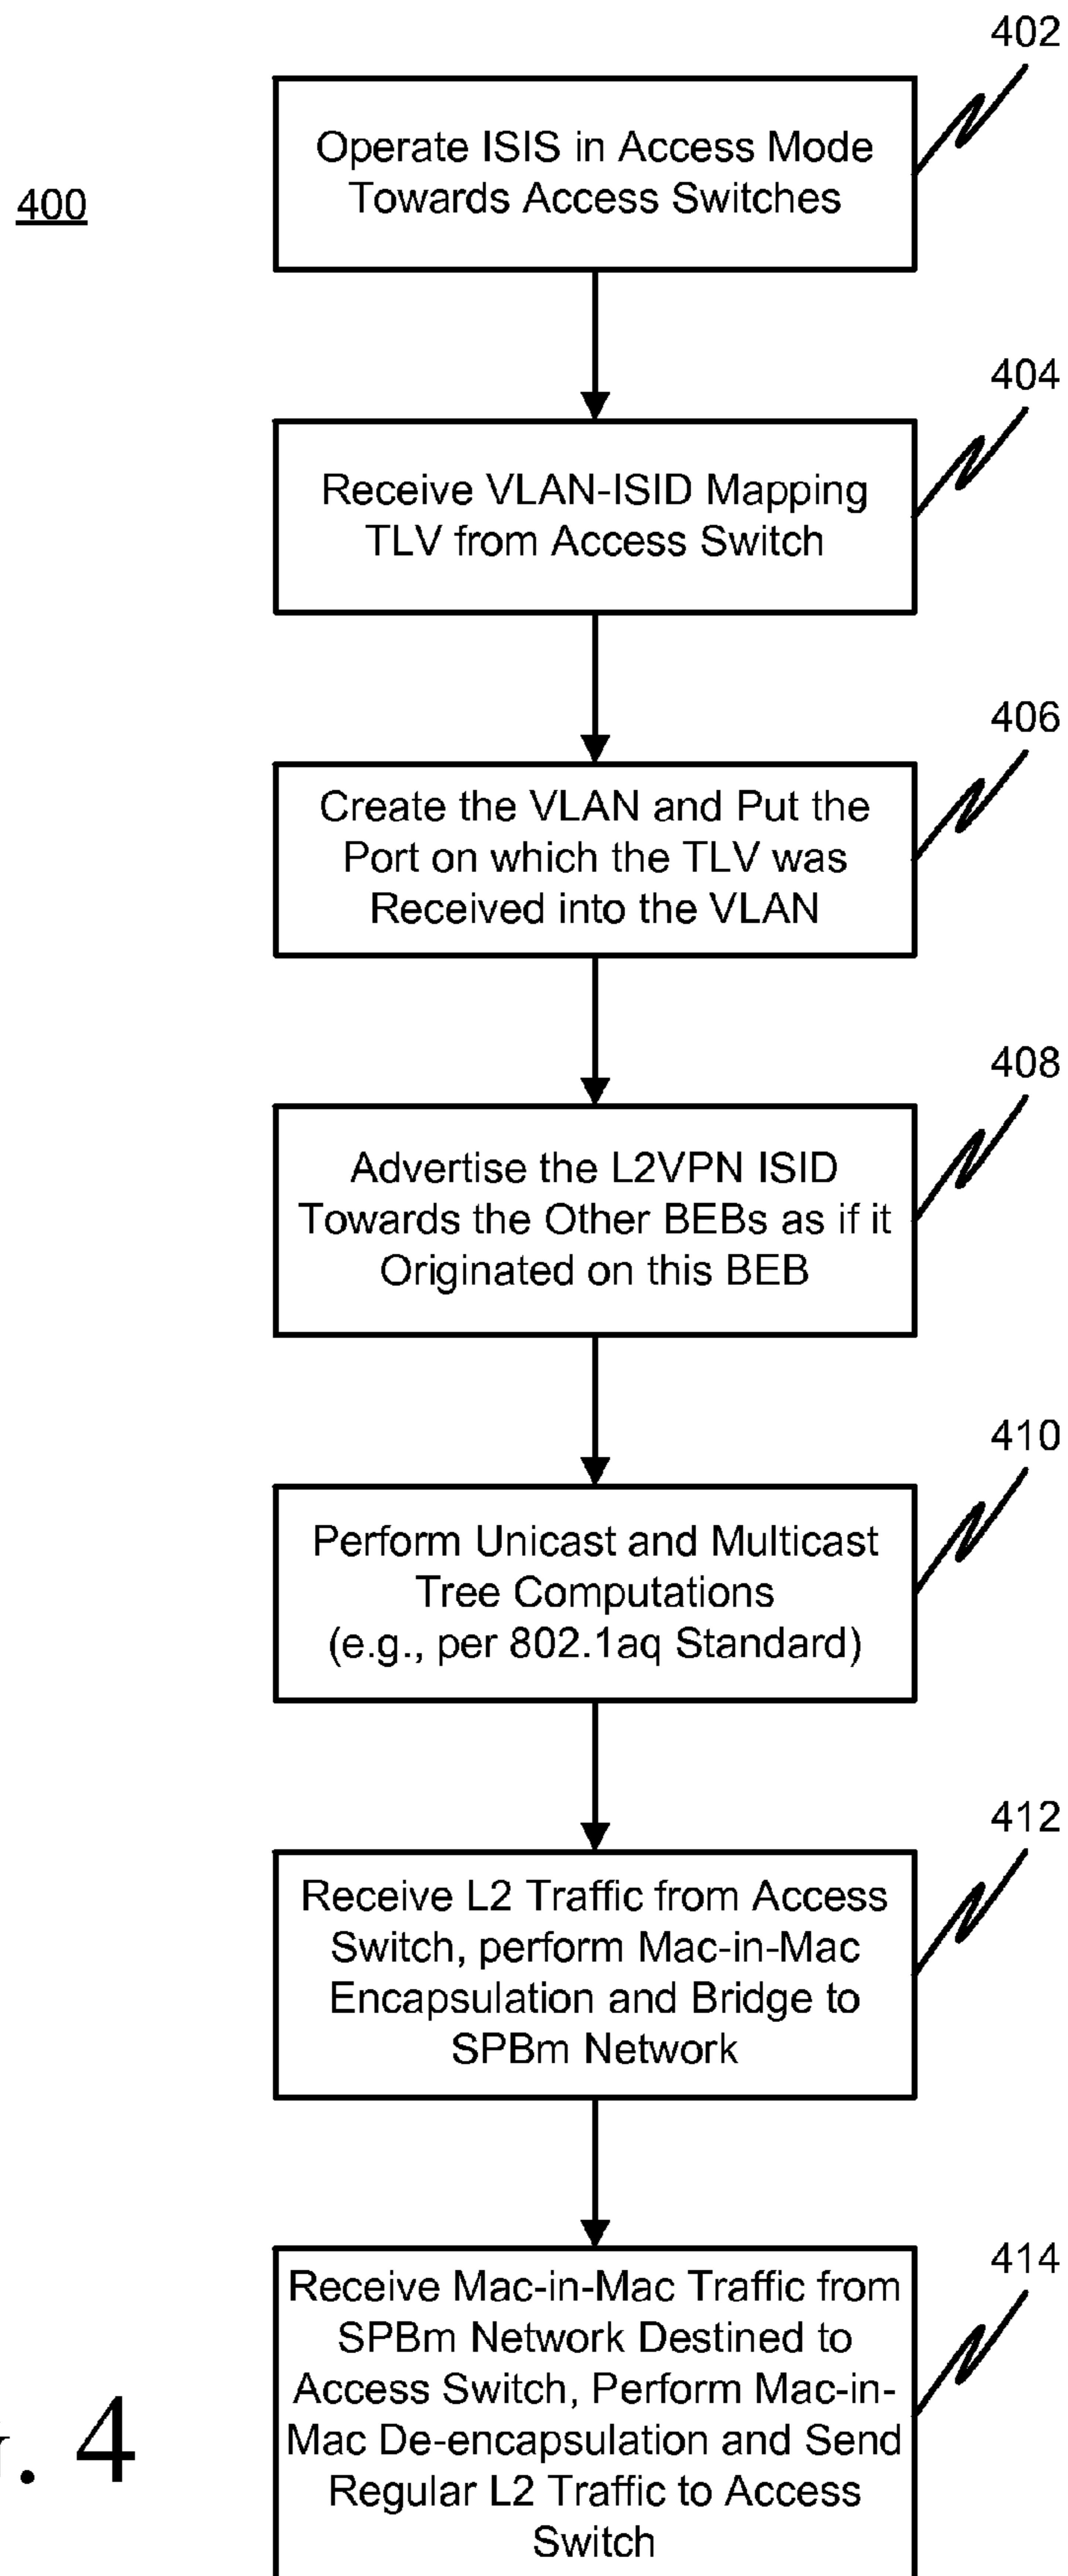 402
Operate ISIS in Access Mode
Towards Access Switches
400
404
Receive VLAN-ISID Mapping
TLV from Access Switch
406
Create the VLAN and Put the
Port on which the TLV was
Received into the VLAN
408
Advertise the L2VPN ISID
Towards the Other BEBs as if it
Originated on this BEB
410
Perform Unicast and Multicast
Tree Computations
(e.g., per 802.1aq Standard)
412
Receive L2 Traffic from Access
Switch, perform Mac-in-Mac
Encapsulation and Bridge to
SPBm Network
414
Receive Mac-in-Mac Traffic from
SPBm Network Destined to
Access Switch, Perform Mac-in-
Mac De-encapsulation and Send
Regular L2 Traffic to Access
Switch
. 4